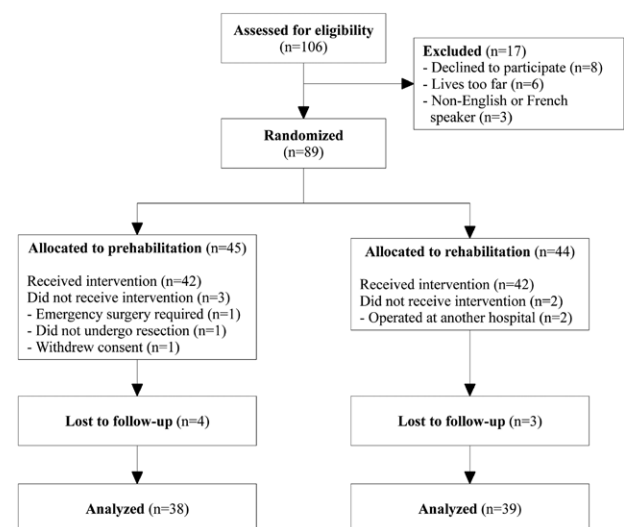 Assessed for eligibility
(n=106)
Excluded (n=17)
- Declined to participate (n=8)
- Lives too far (n=6)
- Non-English or French
speaker (n=3)
Randomized
(n=89)
Allocated to prehabilitation (n=45)
Received intervention (n=42)
Did not receive intervention (n=3)
- Emergency surgery required (n=1)
- Did not undergo resection (n=1)
- Withdrew consent (n=1)
Allocated to rehabilitation (n=44)
Received intervention (n=42)
Did not receive intervention (n=2)
- Operated at another hospital (n=2)
Lost to follow-up (n=4)
Lost to follow-up (n=3)
Analyzed (n=38)
Analyzed (n=39)